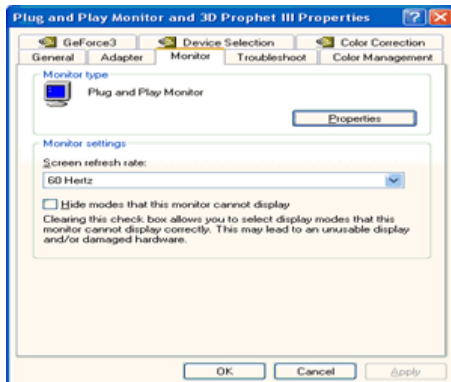 Plug and Play Monitor and 3D Prophet III Properties
GeForce3 Device Selection Color Correction
General Adapter Monitor Troubleshoot Color Management
Monitor type
Plug and Play Monitor
Properties
Monitor settings
Screen refresh rate:
60 Hertz
Hide modes that this monitor cannot display
Clearing this check box allows you to select display modes that this
monitor cannot display correctly. This may lead to an unusable display
and/or damaged hardware.
OK Cancel Apply